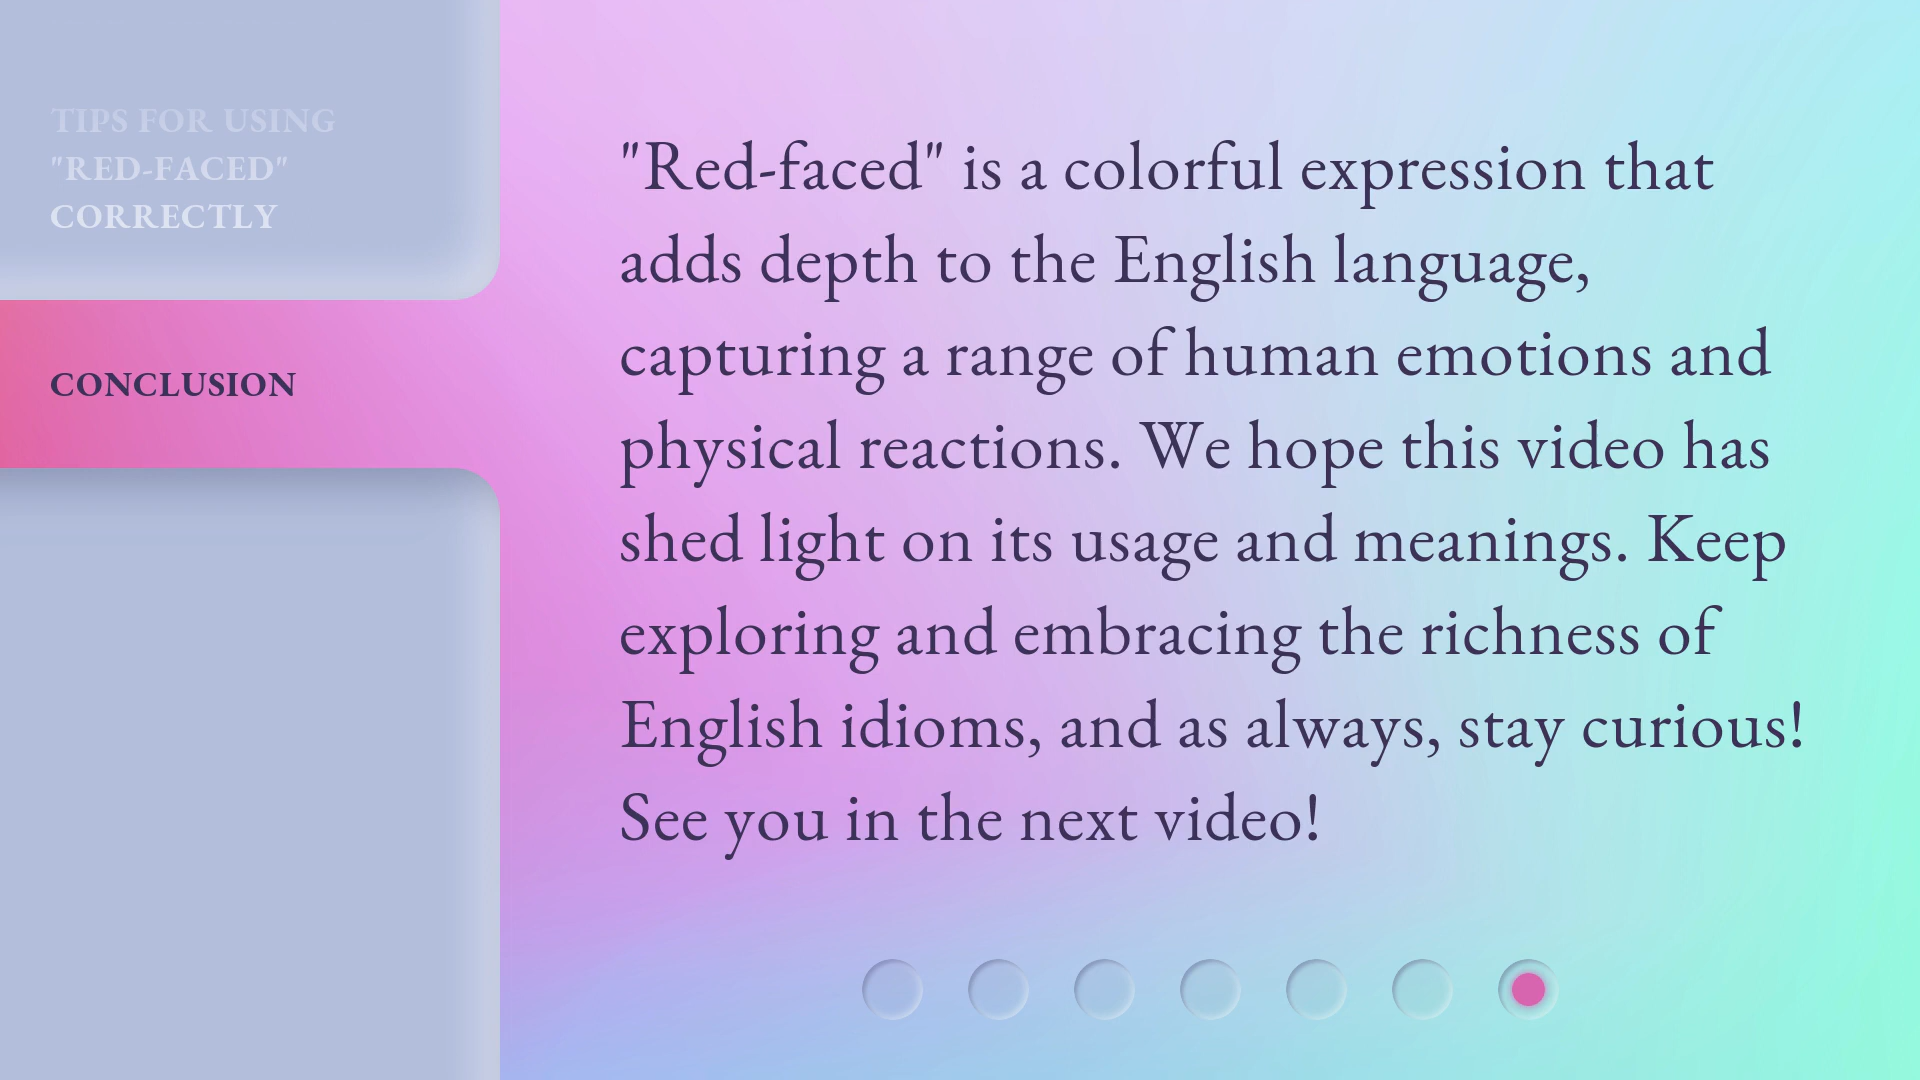 TIPS FOR USING
"RED-FACED"
CORRECTLY
CONCLUSION
"Red-faced" is a colorful expression that
adds depth to the English language,
capturing a range of human emotions and
physical reactions. We hope this video has
shed light on its usage and meanings. Keep
exploring and embracing the richness of
English idioms, and as always, stay curious!
See you in the next video!